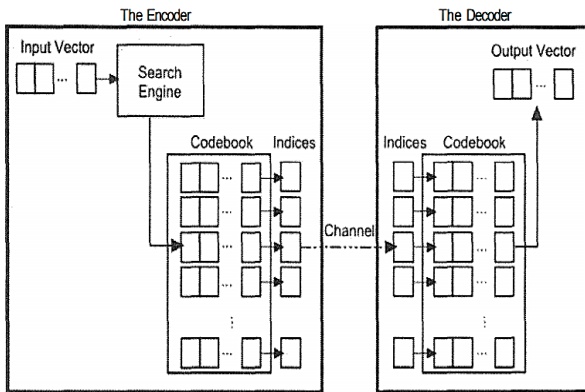 The Encoder
Input Vector
Search
Engine
Codebook
Indices
Channel
The Decoder
Output Vector
Indices
Codebook